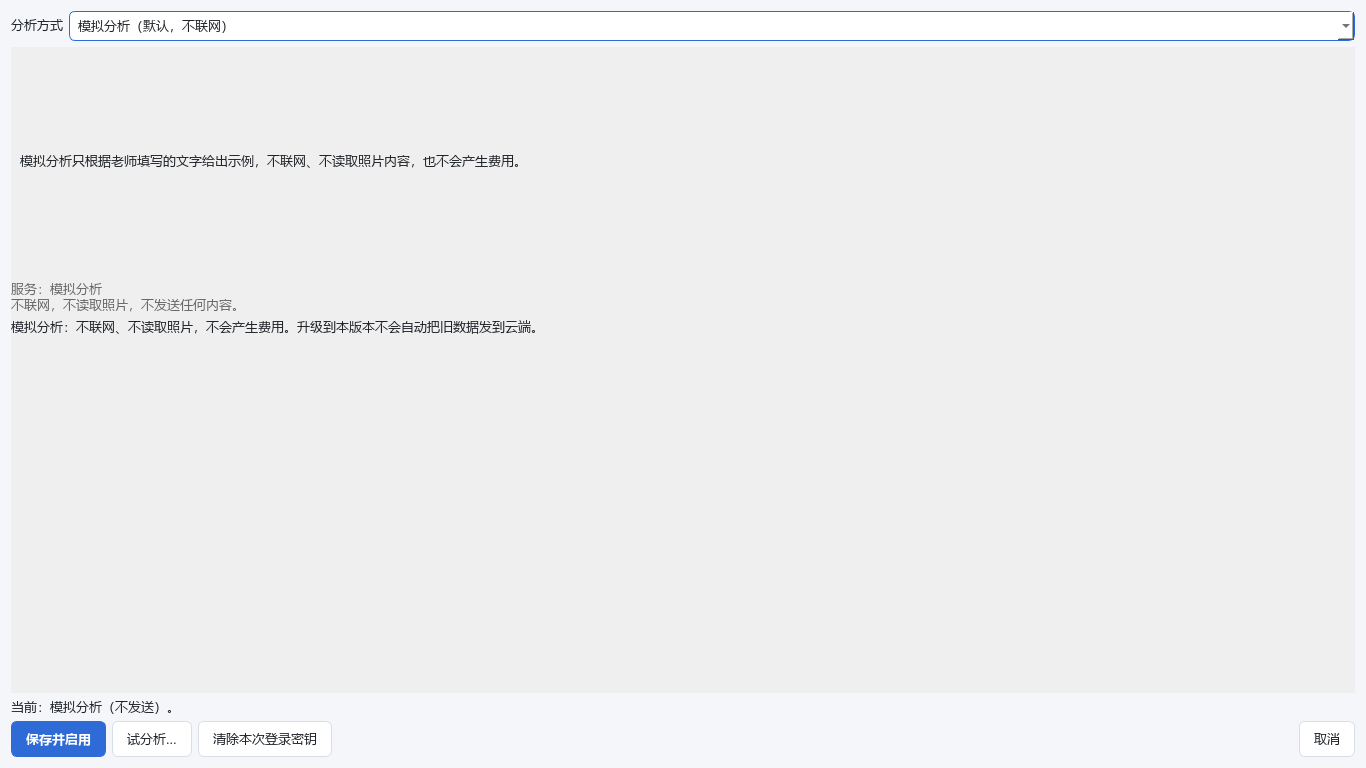 分析方式 模拟分析（默认，不联网）
模拟分析只根据老师填写的文字给出示例，不联网、不读取照片内容，也不会产生费用。
服务：模拟分析
不联网，不读取照片，不发送任何内容。
模拟分析：不联网、不读取照片，不会产生费用。升级到本版本不会自动把旧数据发到云端。
当前：模拟分析（不发送）。
保存并启用 试分析... 清除本次登录密钥 取消